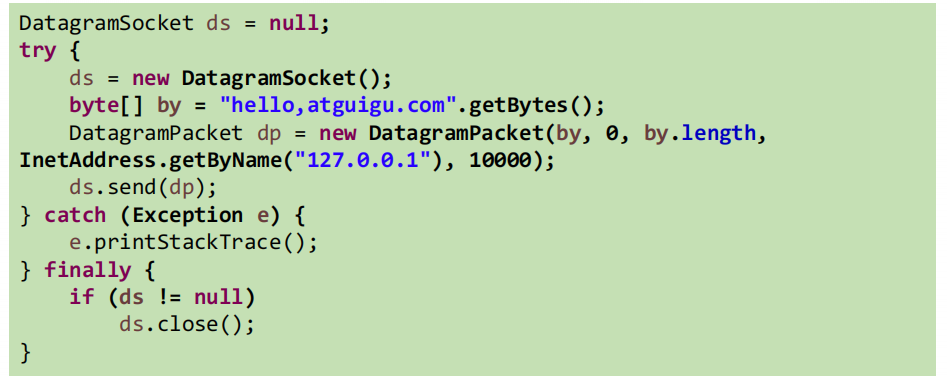 DatagramSocket ds = null;
try {
    ds = new DatagramSocket();
    byte[] by = "hello,atguigu.com".getBytes();
    DatagramPacket dp = new DatagramPacket(by, 0, by.length,
InetAddress.getByName("127.0.0.1"), 10000);
    ds.send(dp);
} catch (Exception e) {
    e.printStackTrace();
} finally {
    if (ds != null)
        ds.close();
}